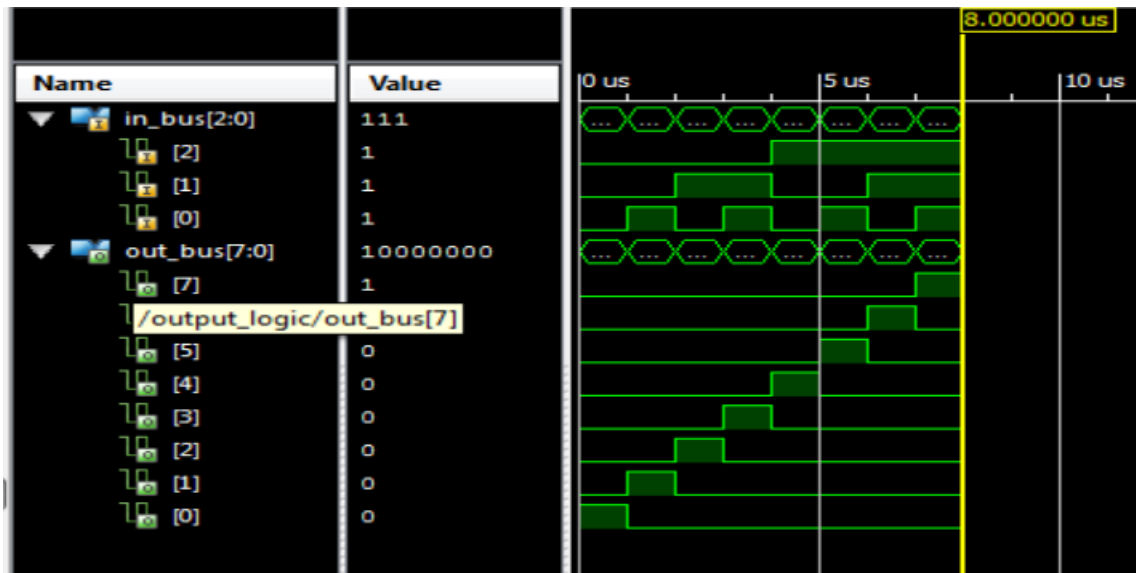 8.000000 us
Name Value 0 us 5 us 10 us
in_bus[2:0] 111 ... ... ... ... ... ... ... ...
[2] 1
[1] 1
[0] 1
out_bus[7:0] 10000000 ... ... ... ... ... ... ... ...
[7] 1
/output_logic/out_bus[7]
[5] 0
[4] 0
[3] 0
[2] 0
[1] 0
[0] 0